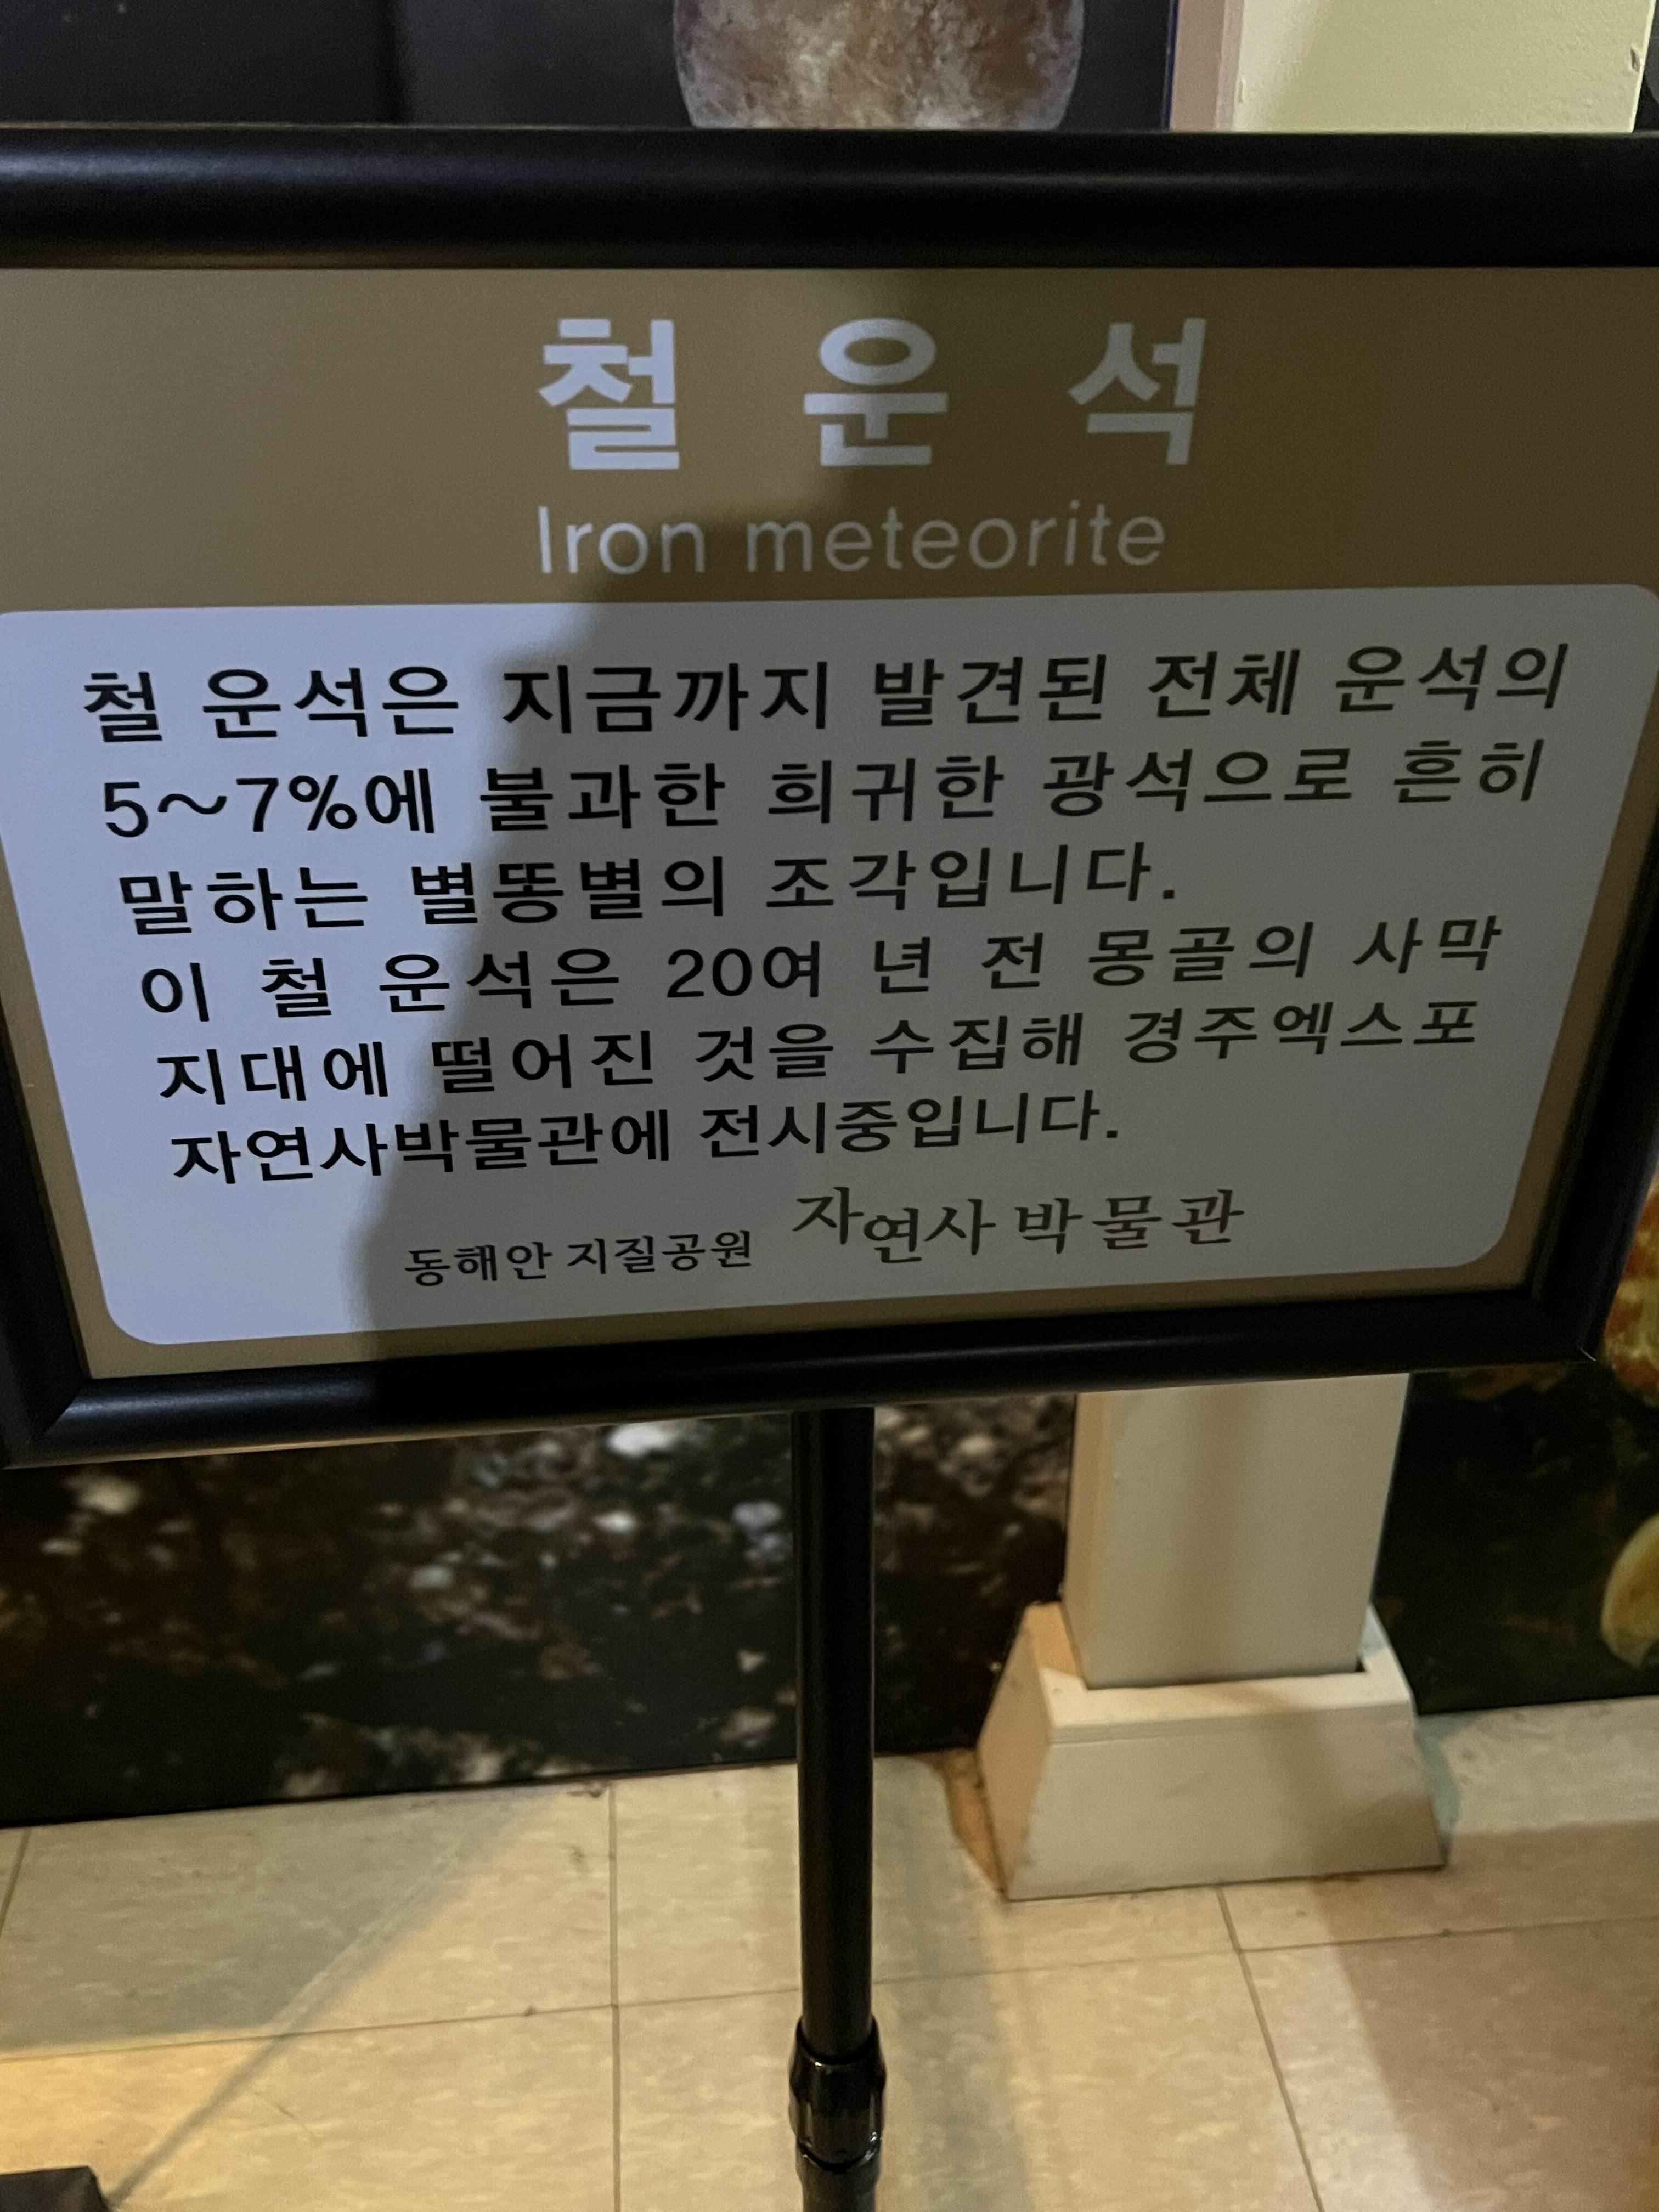 철 운 석
Iron meteorite
철 운석은 지금까지 발견된 전체 운석의
5~7%에 불과한 희귀한 광석으로 흔히
말하는 별똥별의 조각입니다.
이 철 운석은 20여 년 전 몽골의 사막
지대에 떨어진 것을 수집해 경주엑스포
자연사박물관에 전시중입니다.
동해안 지질공원 자연사 박물관